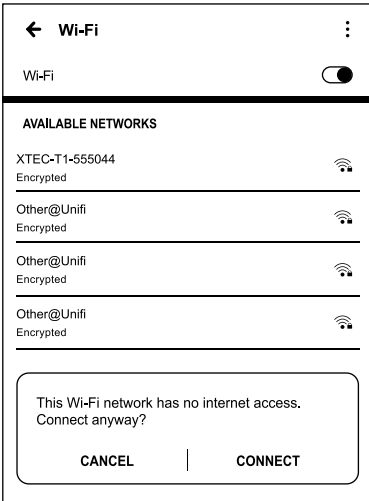 Wi-Fi
Wi-Fi
AVAILABLE NETWORKS
XTEC-T1-555044
Encrypted
Other@Unifi
Encrypted
Other@Unifi
Encrypted
Other@Unifi
Encrypted
This Wi-Fi network has no internet access.
Connect anyway?
CANCEL CONNECT